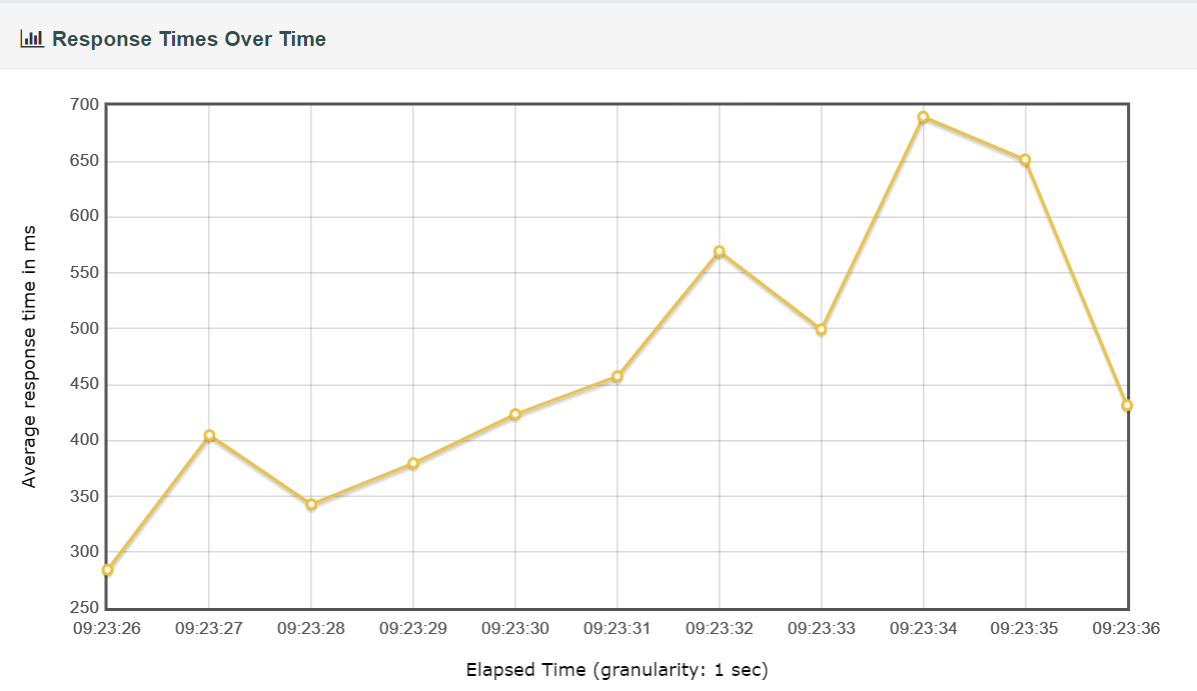 Response Times Over Time
700
650
600
550
500
450
400
350
300
250
Average response time in ms
09:23:26 09:23:27 09:23:28 09:23:29 09:23:30 09:23:31 09:23:32 09:23:33 09:23:34 09:23:35 09:23:36
Elapsed Time (granularity: 1 sec)